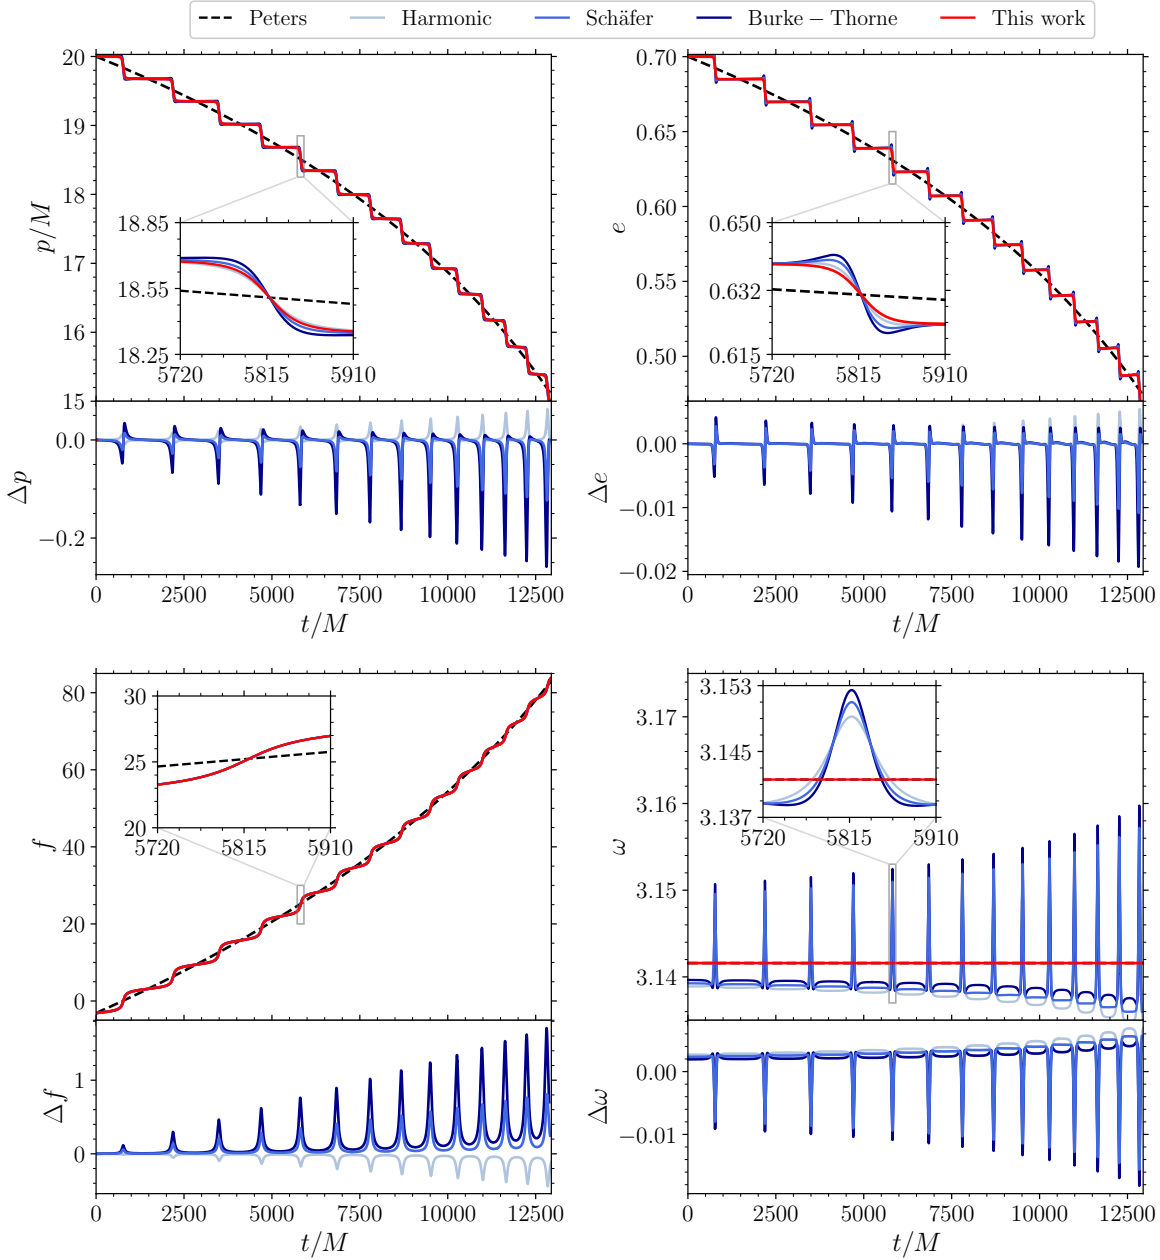 Peters Harmonic Schäfer Burke – Thorne This work
20
19
18
17
16
15
p/M
18.85
18.55
18.25
5720 5815 5910
0.0
−0.2
Δp
0 2500 5000 7500 10000 12500
t/M
0.70
0.65
0.60
0.55
0.50
e
0.650
0.632
0.615
5720 5815 5910
0.00
−0.01
−0.02
Δe
0 2500 5000 7500 10000 12500
t/M
80
60
40
20
0
f
30
25
20
5720 5815 5910
1
0
Δf
0 2500 5000 7500 10000 12500
t/M
3.17
3.16
3.15
3.14
ω
3.153
3.145
3.137
5720 5815 5910
0.00
−0.01
Δω
0 2500 5000 7500 10000 12500
t/M